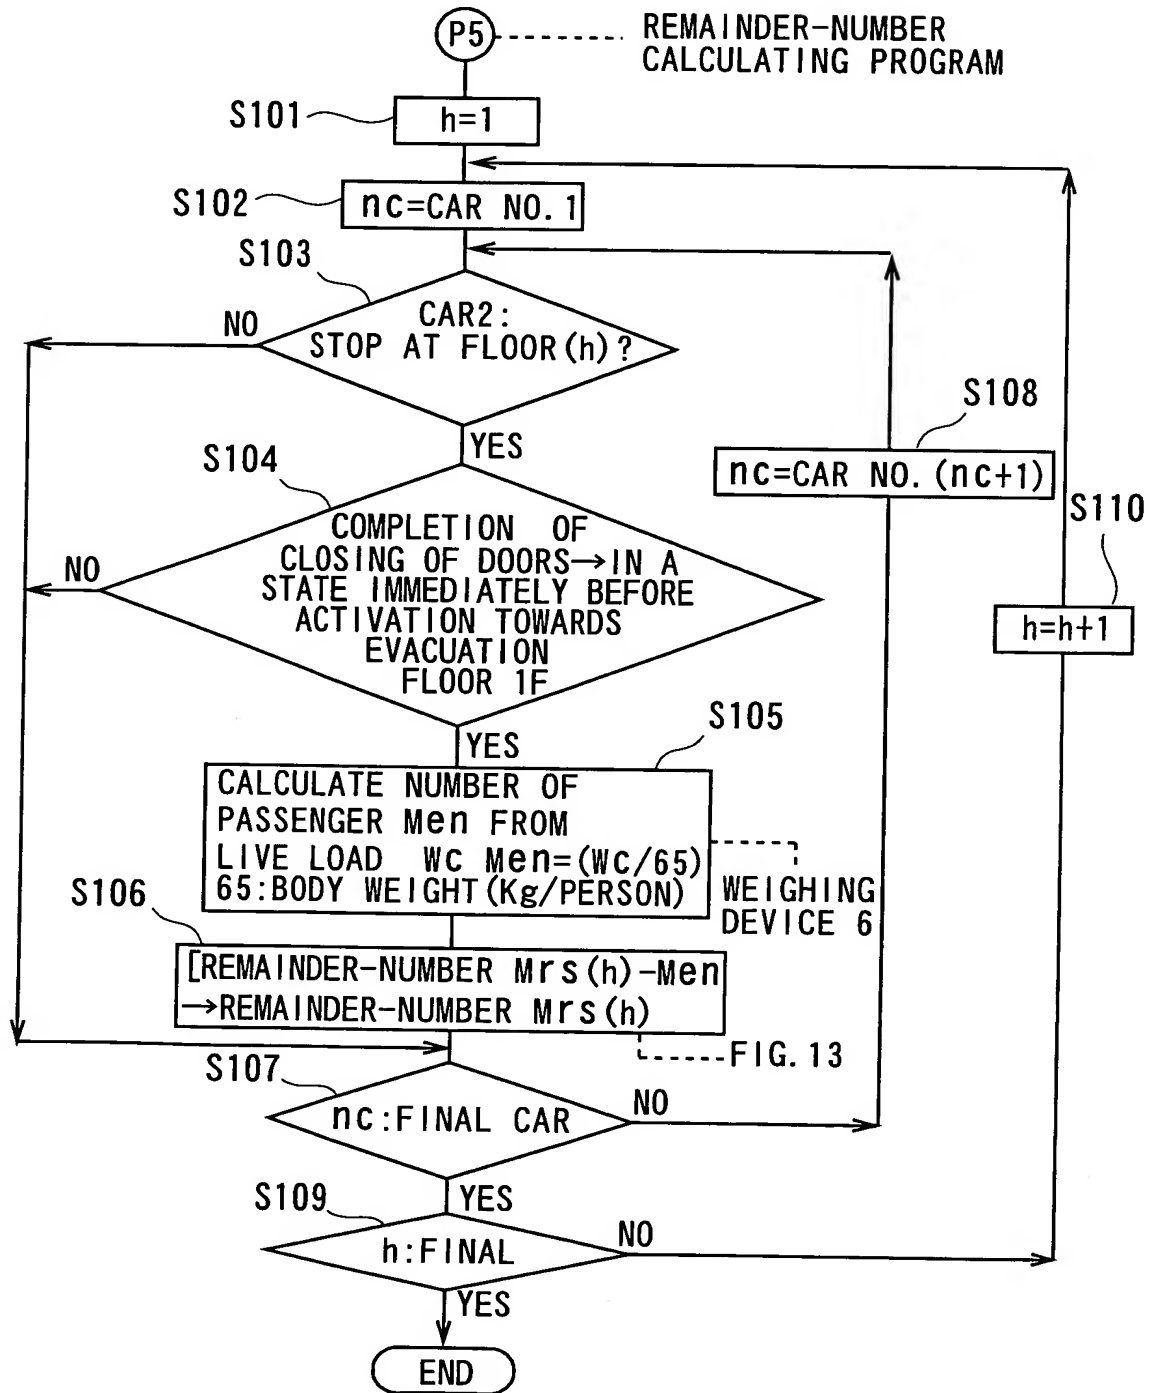 P5
REMAINDER-NUMBER
CALCULATING PROGRAM
S101
h=1
S102
nc=CAR NO.1
S103
CAR2:
STOP AT FLOOR(h)?
NO
YES
S104
COMPLETION OF
CLOSING OF DOORS→IN A
STATE IMMEDIATELY BEFORE
ACTIVATION TOWARDS
EVACUATION
FLOOR 1F
NO
YES
S108
nc=CAR NO.(nc+1)
S110
h=h+1
S105
CALCULATE NUMBER OF
PASSENGER Men FROM
LIVE LOAD Wc Men=(Wc/65)
65:BODY WEIGHT(Kg/PERSON)
WEIGHING
DEVICE 6
S106
[REMAINDER-NUMBER Mrs(h)-Men
→REMAINDER-NUMBER Mrs(h)
FIG.13
S107
nc:FINAL CAR
NO
YES
S109
h:FINAL
NO
YES
END